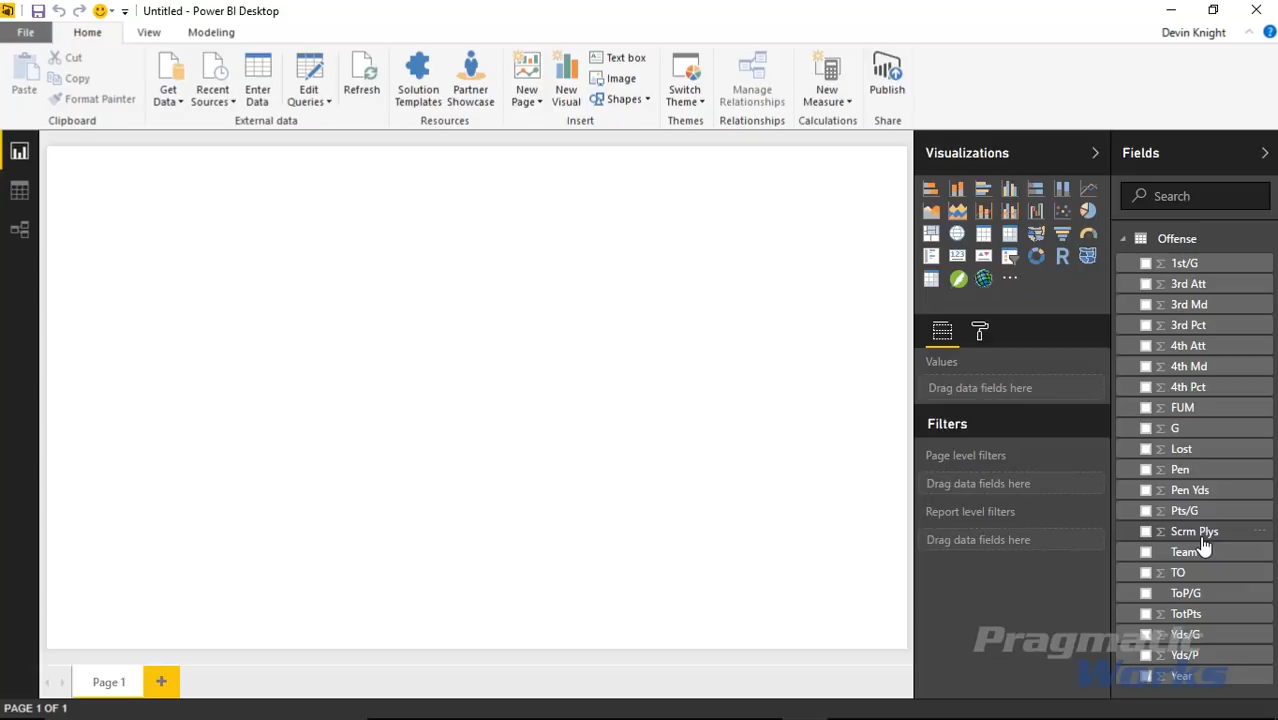 Untitled - Power BI Desktop
File
Home
View
Modeling
Devin Knight
Paste
Cut
Copy
Format Painter
Clipboard
Get Data
Recent Sources
Enter Data
Edit Queries
External data
Refresh
Solution Templates
Partner Showcase
Resources
New Page
New Visual
Text box
Image
Shapes
Insert
Switch Theme
Themes
Manage Relationships
Relationships
New Measure
Calculations
Publish
Share
Visualizations
Values
Drag data fields here
Filters
Page level filters
Drag data fields here
Report level filters
Drag data fields here
Fields
Search
Offense
1st/G
3rd Att
3rd Md
3rd Pct
4th Att
4th Md
4th Pct
FUM
G
Lost
Pen
Pen Yds
Pts/G
Scrm Plys
Team
TO
ToP/G
TotPts
Yds/G
Yds/P
Year
Pragmatic
Works
Page 1
PAGE 1 OF 1